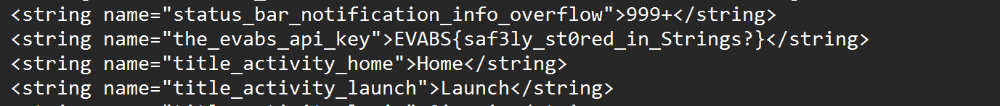 <string name="status_bar_notification_info_overflow">999+</string>
<string name="the_evabs_api_key">EVABS{saf3ly_st0red_in_Strings?}</string>
<string name="title_activity_home">Home</string>
<string name="title_activity_launch">Launch</string>